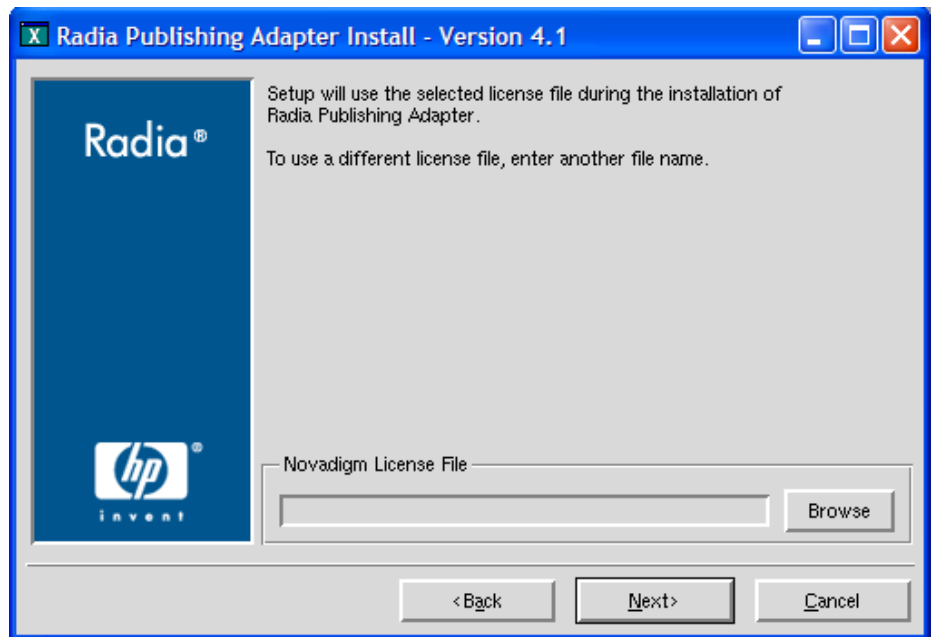 X Radia Publishing Adapter Install - Version 4.1
Radia®
Setup will use the selected license file during the installation of
Radia Publishing Adapter.
To use a different license file, enter another file name.
hp®
invent
Novadigm License File
Browse
<Back
Next>
Cancel